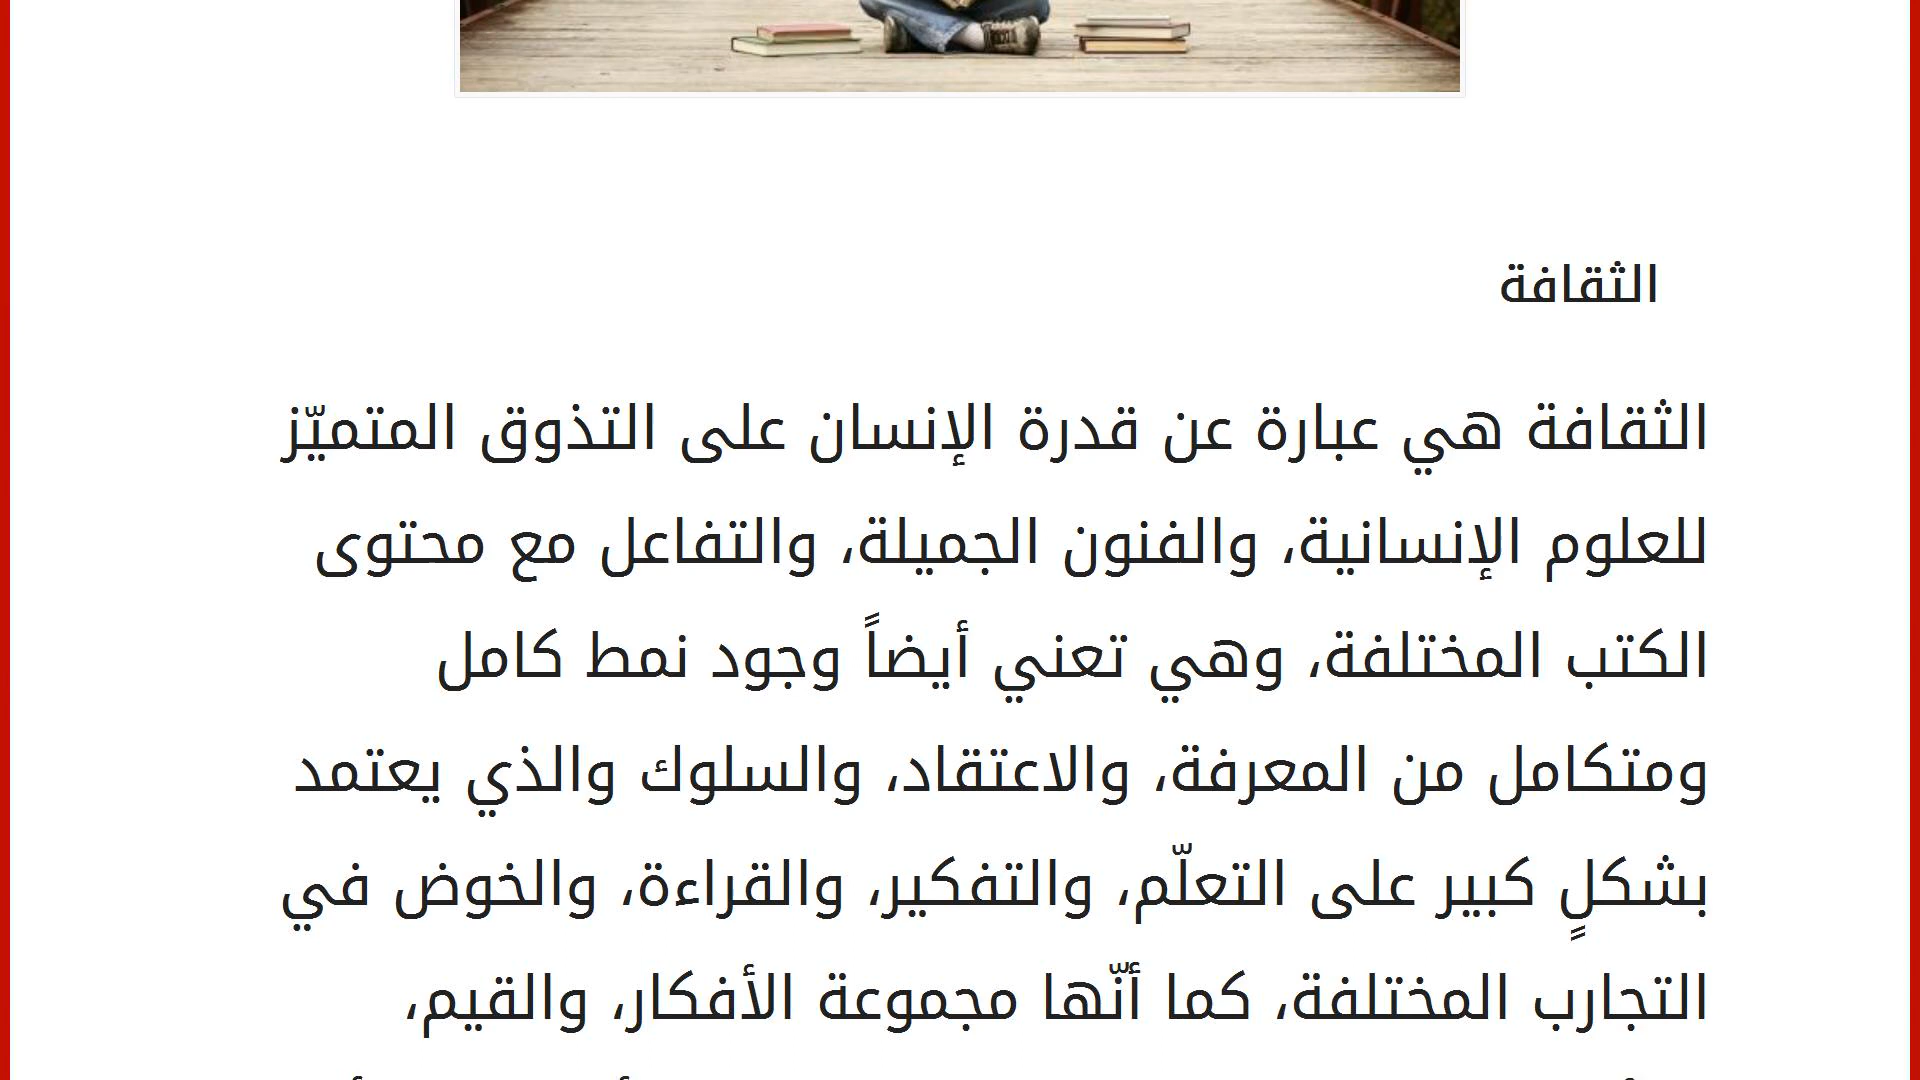 الثقافة
الثقافة هي عبارة عن قدرة الإنسان على التذوق المتميّز
للعلوم الإنسانية، والفنون الجميلة، والتفاعل مع محتوى
الكتب المختلفة، وهي تعني أيضاً وجود نمط كامل
ومتكامل من المعرفة، والاعتقاد، والسلوك والذي يعتمد
بشكلٍ كبير على التعلّم، والتفكير، والقراءة، والخوض في
التجارب المختلفة، كما أنّها مجموعة الأفكار، والقيم،